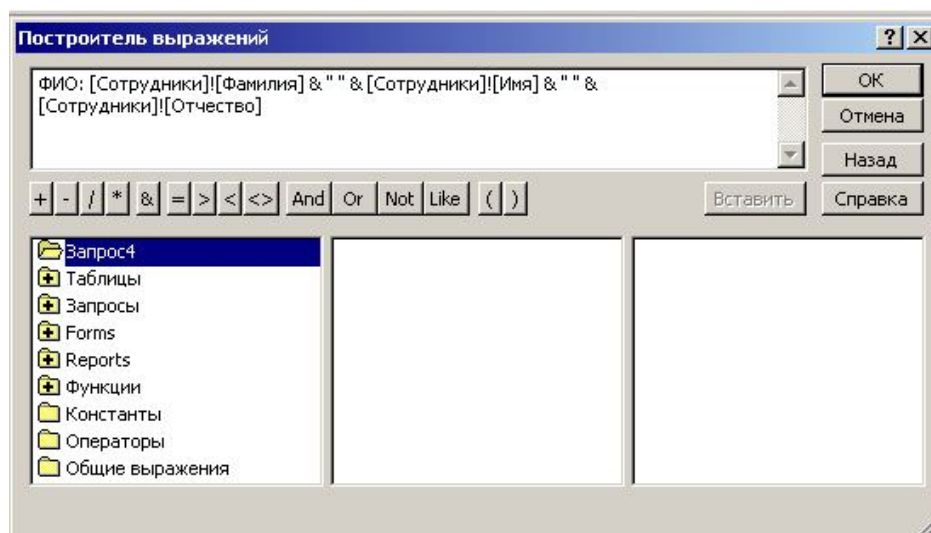 Построитель выражений
? ×
ФИО: [Сотрудники]![Фамилия] & " " & [Сотрудники]![Имя] & " " &
[Сотрудники]![Отчество]
ОК
Отмена
Назад
+ - / * & = > < <> And Or Not Like ( ) Вставить Справка
Запрос4
Таблицы
Запросы
Forms
Reports
Функции
Константы
Операторы
Общие выражения